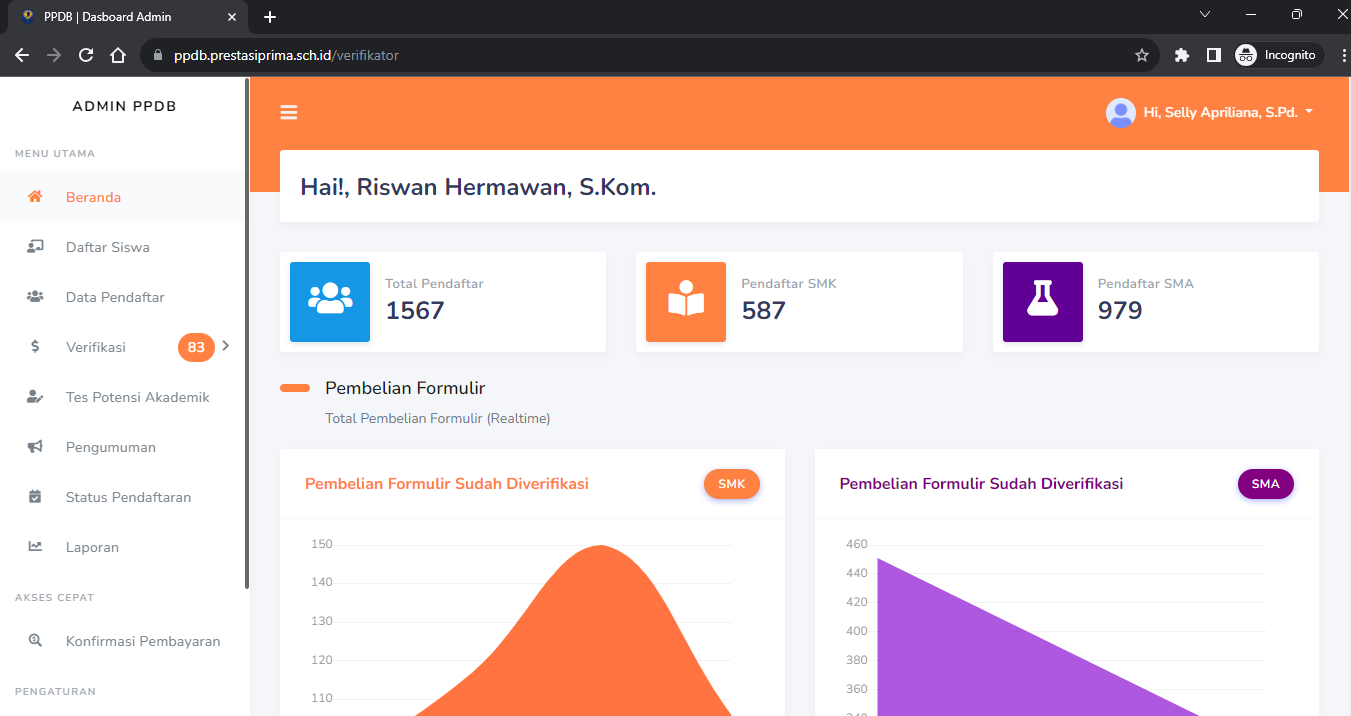 PPDB | Dasboard Admin
ppdb.prestasiprima.sch.id/verifikator
Incognito
ADMIN PPDB
MENU UTAMA
Beranda
Daftar Siswa
Data Pendaftar
Verifikasi 83
Tes Potensi Akademik
Pengumuman
Status Pendaftaran
Laporan
AKSES CEPAT
Konfirmasi Pembayaran
PENGATURAN
Hi, Selly Apriliana, S.Pd.
Hai!, Riswan Hermawan, S.Kom.
Total Pendaftar
1567
Pendaftar SMK
587
Pendaftar SMA
979
Pembelian Formulir
Total Pembelian Formulir (Realtime)
Pembelian Formulir Sudah Diverifikasi SMK
150
140
130
120
110
Pembelian Formulir Sudah Diverifikasi SMA
460
440
420
400
380
360
340